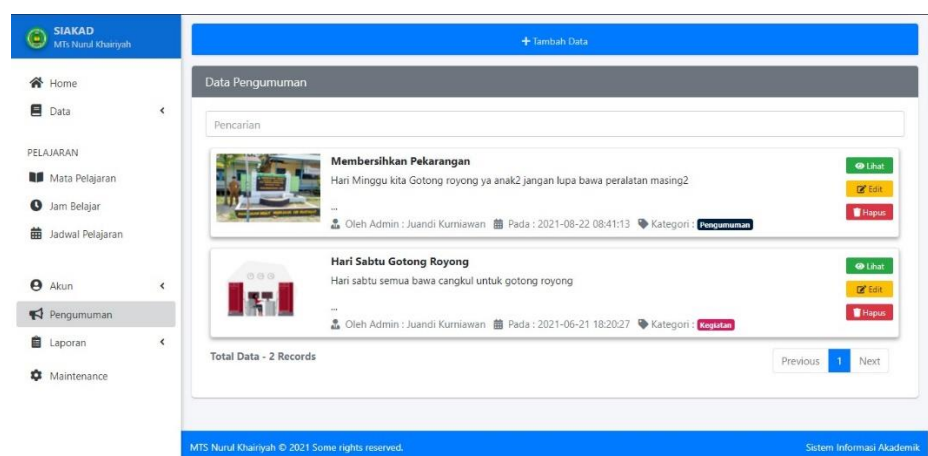 SIAKAD
MTs Nurul Khairiyah
Home
Data
PELAJARAN
Mata Pelajaran
Jam Belajar
Jadwal Pelajaran
Akun
Pengumuman
Laporan
Maintenance
+ Tambah Data
Data Pengumuman
Pencarian
Membersihkan Pekarangan
Hari Minggu kita Gotong royong ya anak2 jangan lupa bawa peralatan masing2
...
Oleh Admin : Juandi Kurniawan Pada : 2021-08-22 08:41:13 Kategori : Pengumuman
Lihat
Edit
Hapus
Hari Sabtu Gotong Royong
Hari sabtu semua bawa cangkul untuk gotong royong
...
Oleh Admin : Juandi Kurniawan Pada : 2021-06-21 18:20:27 Kategori : Kegiatan
Lihat
Edit
Hapus
Total Data - 2 Records
Previous 1 Next
MTS Nurul Khairiyah © 2021 Some rights reserved.
Sistem Informasi Akademik